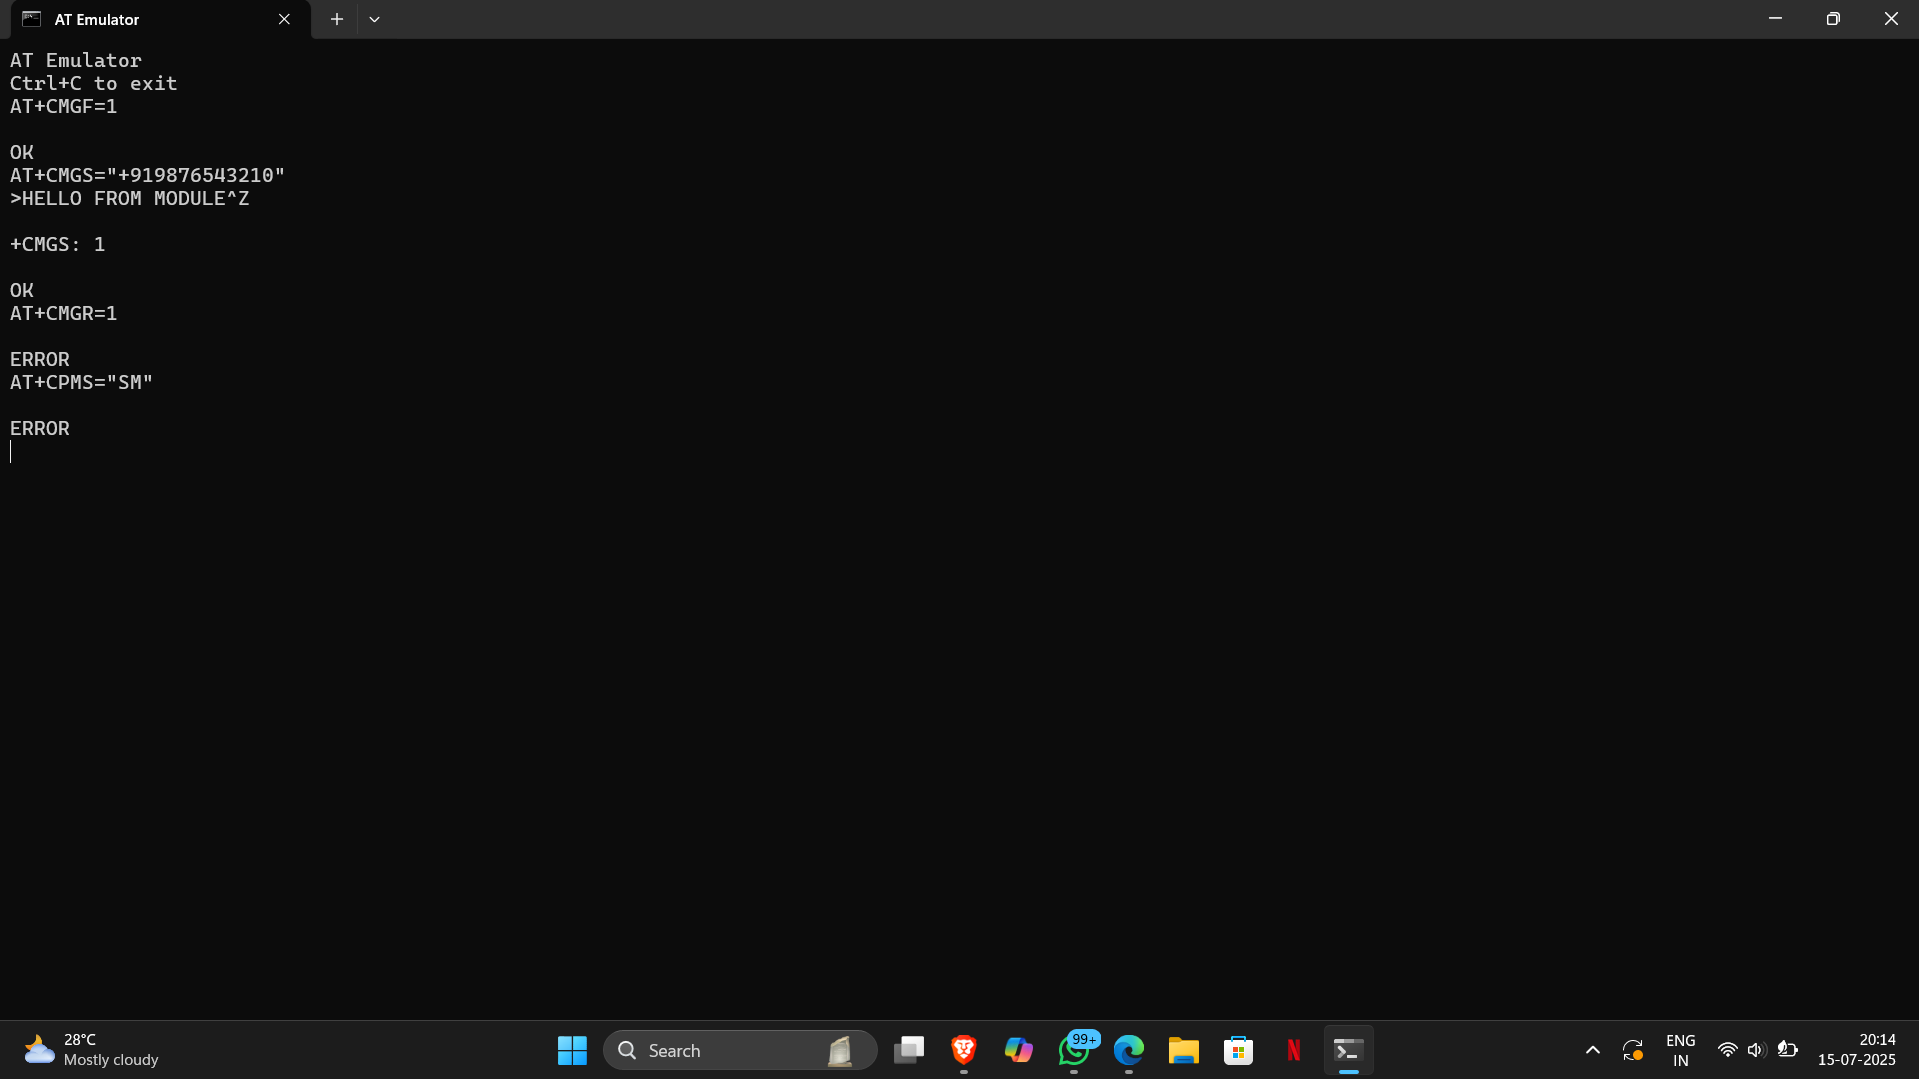 AT Emulator
AT Emulator
Ctrl+C to exit
AT+CMGF=1
OK
AT+CMGS="+919876543210"
>HELLO FROM MODULE^Z
+CMGS: 1
OK
AT+CMGR=1
ERROR
AT+CPMS="SM"
ERROR
28°C
Mostly cloudy
Search
99+
ENG
IN
20:14
15-07-2025